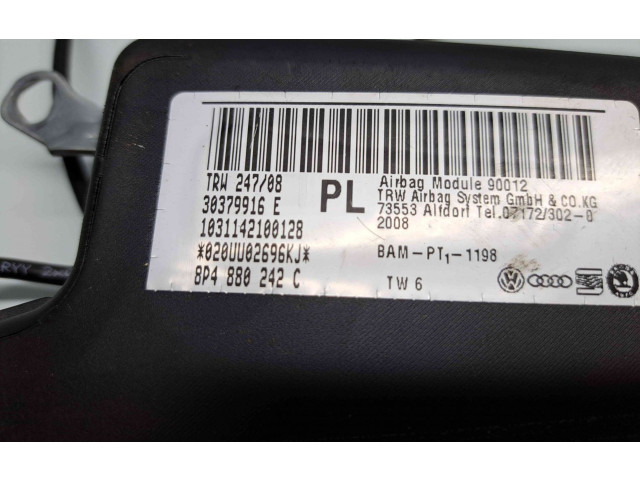 TRW 247/08
30379916 E
1031142100128
*020UU02696KJ*
8P4 880 242 C
PL
Airbag Module 90012
TRW Airbag System GmbH & CO.KG
73553 Alfdorf Tel.07172/302-0
2008
BAM-PT1-1198
TW 6